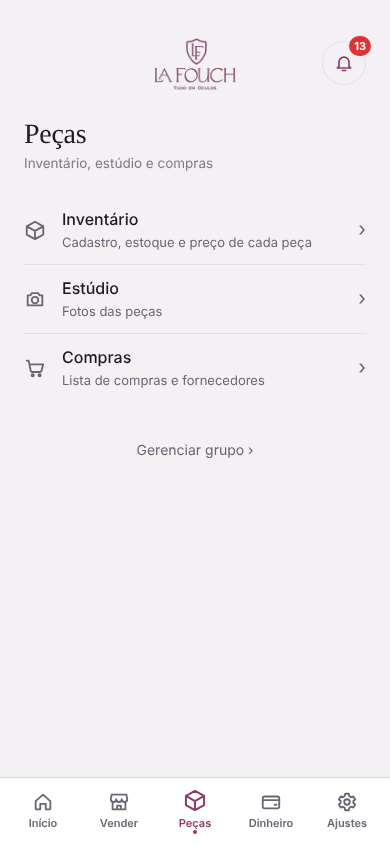 LF
LA FOUCH
Tudo em Óculos
13
Peças
Inventário, estúdio e compras
Inventário
Cadastro, estoque e preço de cada peça
›
Estúdio
Fotos das peças
›
Compras
Lista de compras e fornecedores
›
Gerenciar grupo ›
Início
Vender
Peças
Dinheiro
Ajustes